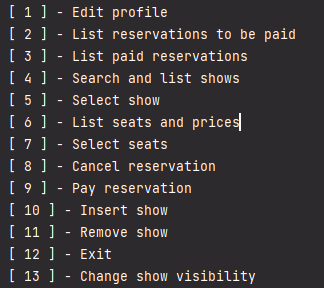 [ 1 ] - Edit profile
[ 2 ] - List reservations to be paid
[ 3 ] - List paid reservations
[ 4 ] - Search and list shows
[ 5 ] - Select show
[ 6 ] - List seats and prices
[ 7 ] - Select seats
[ 8 ] - Cancel reservation
[ 9 ] - Pay reservation
[ 10 ] - Insert show
[ 11 ] - Remove show
[ 12 ] - Exit
[ 13 ] - Change show visibility